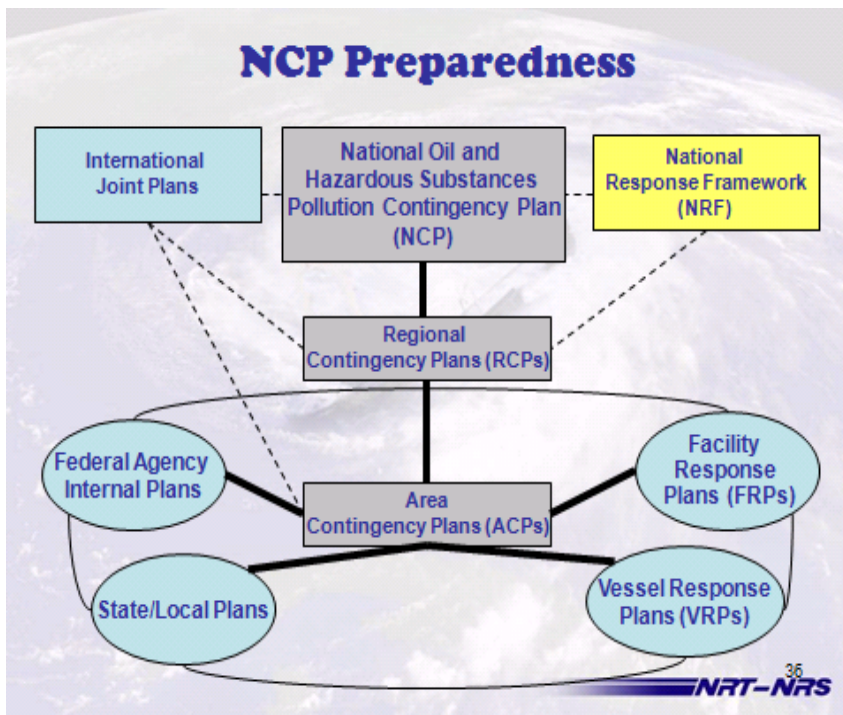 NCP Preparedness
International
Joint Plans
National Oil and
Hazardous Substances
Pollution Contingency Plan
(NCP)
National
Response Framework
(NRF)
Regional
Contingency Plans (RCPs)
Federal Agency
Internal Plans
Facility
Response
Plans (FRPs)
Area
Contingency Plans (ACPs)
State/Local Plans
Vessel Response
Plans (VRPs)
36
NRT-NRS